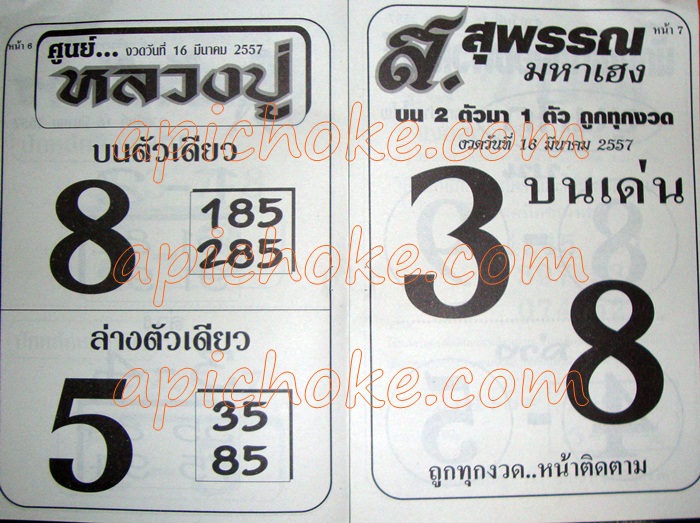 หน้า 6
ศูนย์... งวดวันที่ 16 มีนาคม 2557
หลวงปู่
บนตัวเดียว
8
185
285
ล่างตัวเดียว
5
35
85
หน้า 7
ส. สุพรรณ
มหาเฮง
บน 2 ตัวมา 1 ตัว ถูกทุกงวด
งวดวันที่ 16 มีนาคม 2557
3
บนเด่น
8
ถูกทุกงวด..หน้าติดตาม
apichoke.com
apichoke.com
apichoke.com
apichoke.com